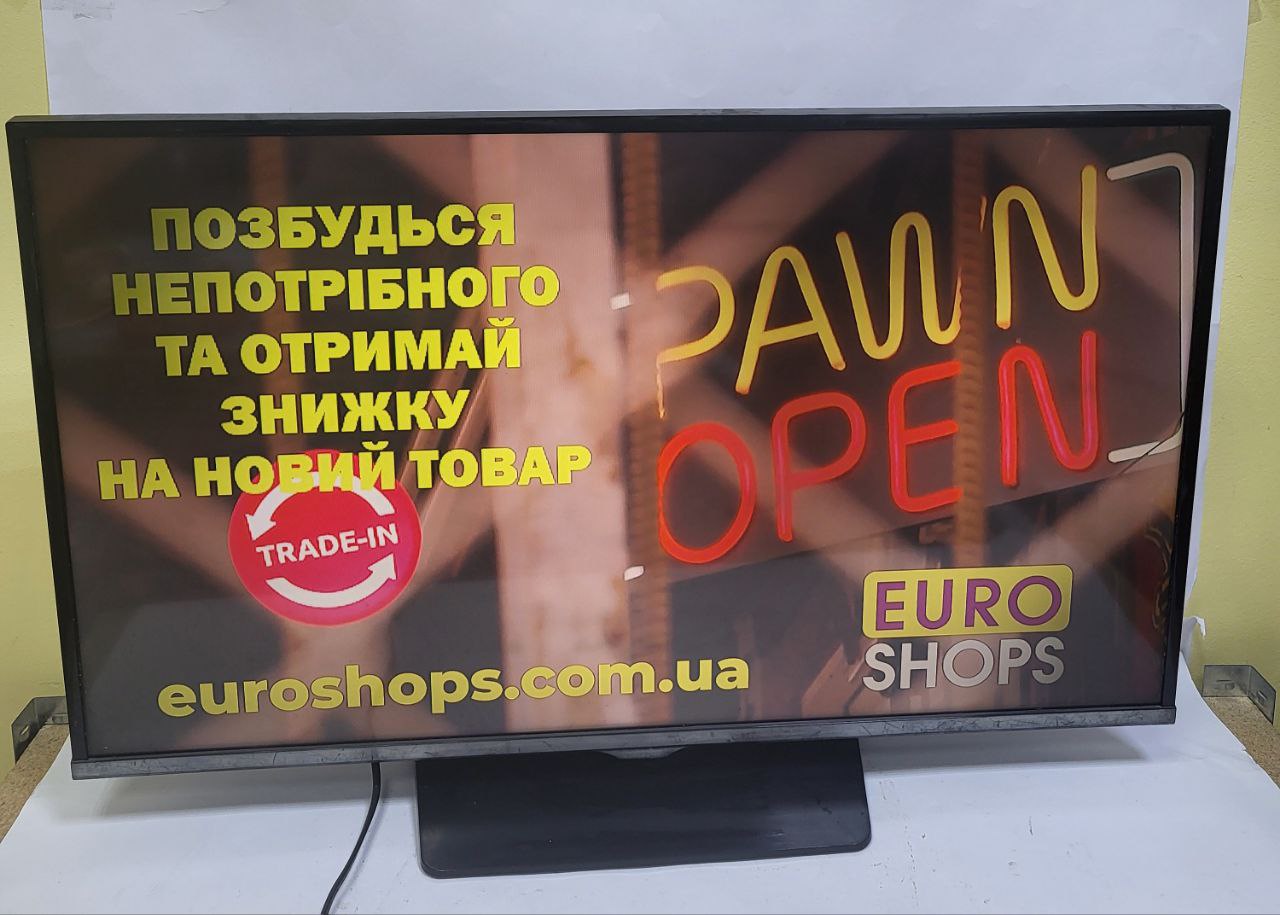 ПОЗБУДЬСЯ
НЕПОТРІБНОГО
ТА ОТРИМАЙ
ЗНИЖКУ
НА НОВИЙ ТОВАР
TRADE-IN
euroshops.com.ua
PAWN
OPEN
EURO
SHOPS